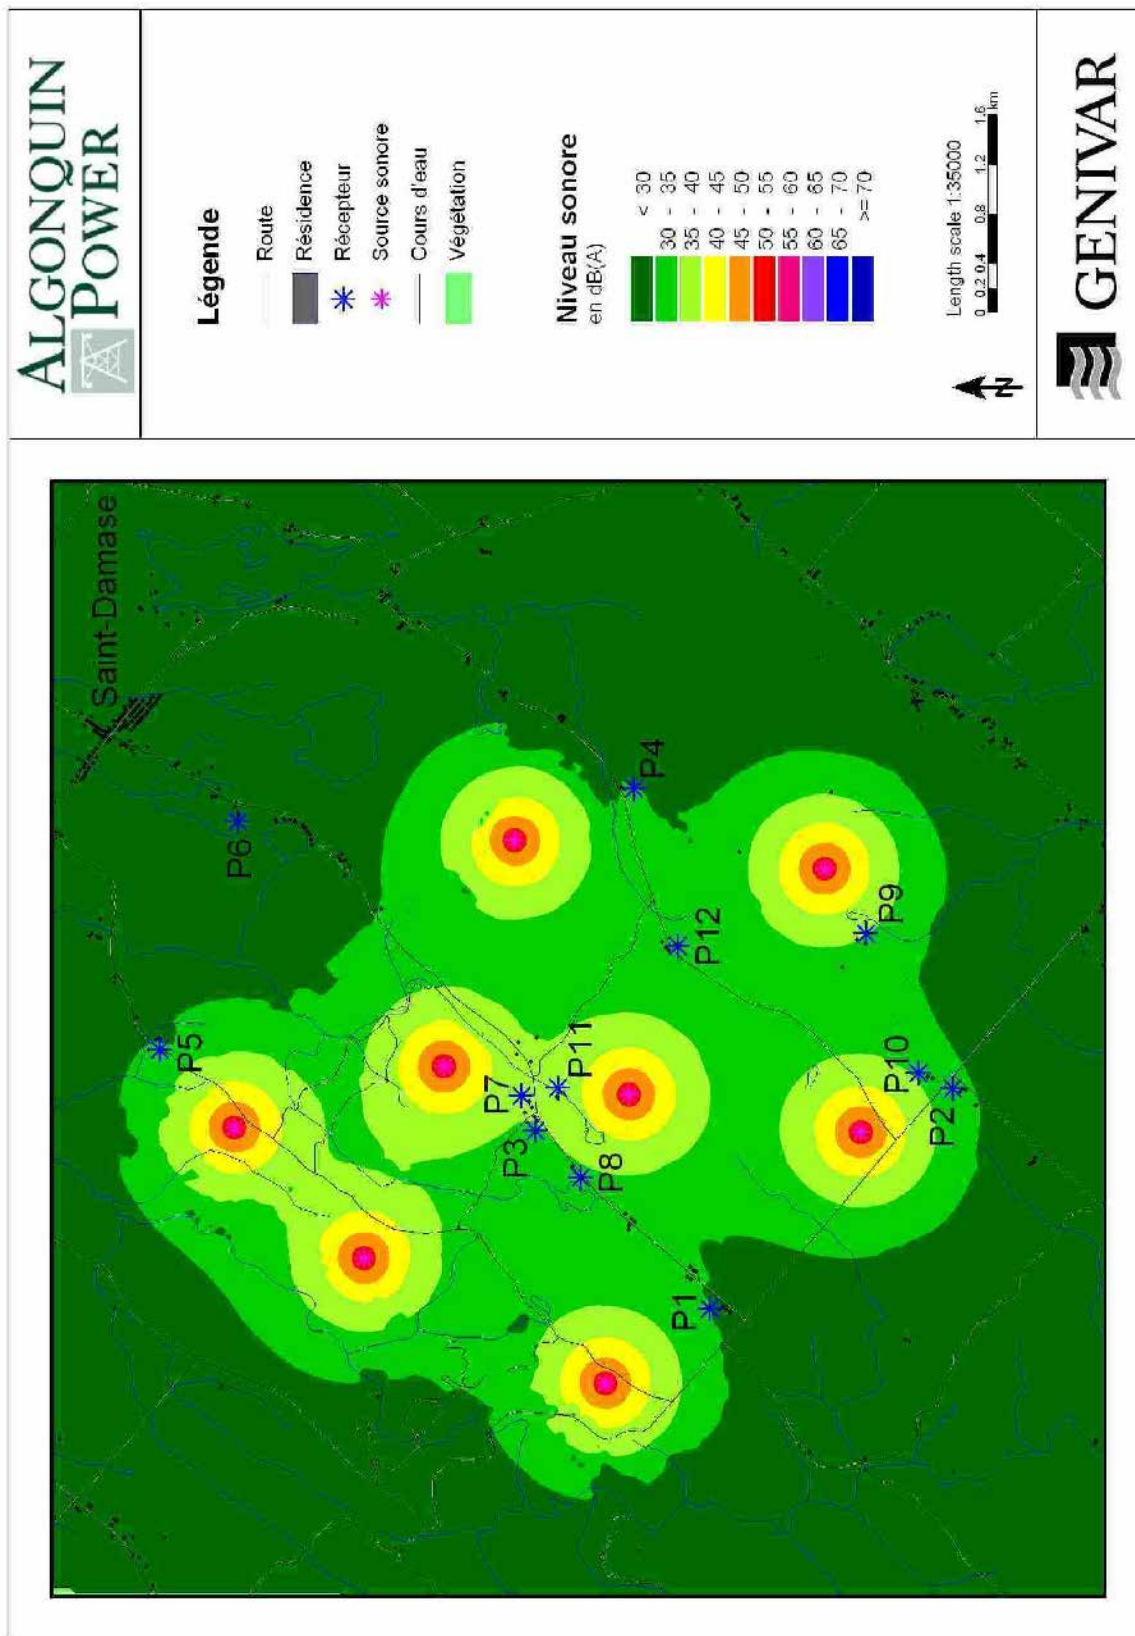 ALGONQUIN
POWER
Légende
Route
Résidence
Récepteur
Source sonore
Cours d'eau
Végétation
Niveau sonore
en dB(A)
< 30
30 - 35
35 - 40
40 - 45
45 - 50
50 - 55
55 - 60
60 - 65
65 - 70
>= 70
Length scale 1:35000
0 0.2 0.4 0.8 1.2 1.6 km
N
GENIVAR
Saint-Damase
P6
P5
P4
P12
P9
P7
P11
P3
P8
P10
P2
P1